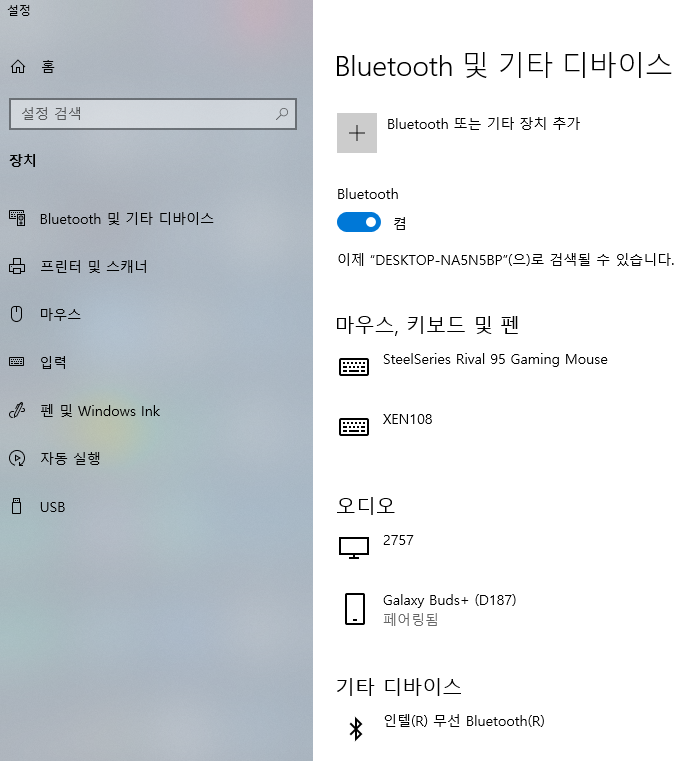 설정
홈
설정 검색
장치
Bluetooth 및 기타 디바이스
프린터 및 스캐너
마우스
입력
펜 및 Windows Ink
자동 실행
USB
Bluetooth 및 기타 디바이스
Bluetooth 또는 기타 장치 추가
Bluetooth
켬
이제 “DESKTOP-NA5N5BP”(으)로 검색될 수 있습니다.
마우스, 키보드 및 펜
SteelSeries Rival 95 Gaming Mouse
XEN108
오디오
2757
Galaxy Buds+ (D187)
페어링됨
기타 디바이스
인텔(R) 무선 Bluetooth(R)